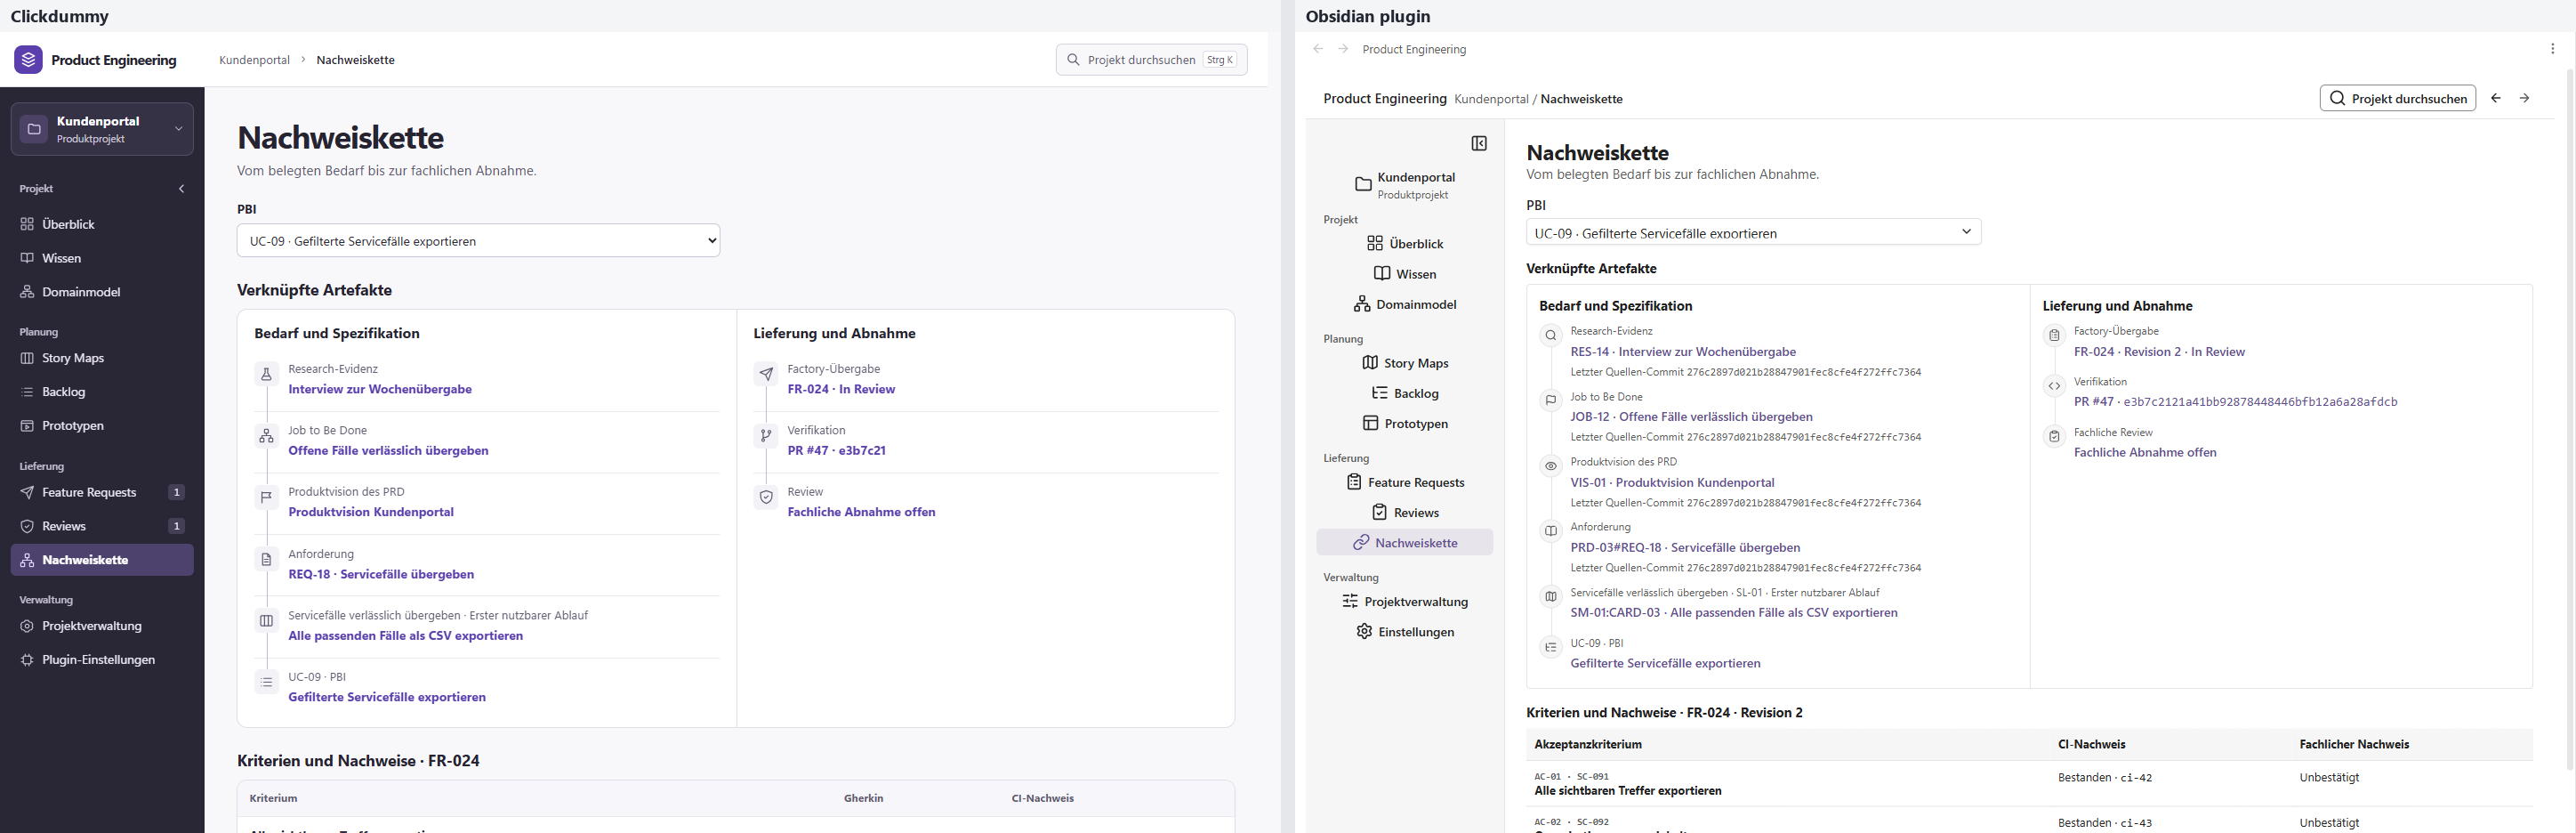 Clickdummy
Product Engineering
Kundenportal › Nachweiskette
Projekt durchsuchen Strg K
Kundenportal
Produktprojekt
Projekt
Überblick
Wissen
Domainmodel
Planung
Story Maps
Backlog
Prototypen
Lieferung
Feature Requests 1
Reviews 1
Nachweiskette
Verwaltung
Projektverwaltung
Plugin-Einstellungen
Nachweiskette
Vom belegten Bedarf bis zur fachlichen Abnahme.
PBI
UC-09 · Gefilterte Servicefälle exportieren
Verknüpfte Artefakte
Bedarf und Spezifikation
Research-Evidenz
Interview zur Wochenübergabe
Job to Be Done
Offene Fälle verlässlich übergeben
Produktvision des PRD
Produktvision Kundenportal
Anforderung
REQ-18 · Servicefälle übergeben
Servicefälle verlässlich übergeben · Erster nutzbarer Ablauf
Alle passenden Fälle als CSV exportieren
UC-09 · PBI
Gefilterte Servicefälle exportieren
Lieferung und Abnahme
Factory-Übergabe
FR-024 · In Review
Verifikation
PR #47 · e3b7c21
Review
Fachliche Abnahme offen
Kriterien und Nachweise · FR-024
Kriterium Gherkin CI-Nachweis
Obsidian plugin
Product Engineering
Product Engineering Kundenportal / Nachweiskette
Projekt durchsuchen
Kundenportal
Produktprojekt
Projekt
Überblick
Wissen
Domainmodel
Planung
Story Maps
Backlog
Prototypen
Lieferung
Feature Requests
Reviews
Nachweiskette
Verwaltung
Projektverwaltung
Einstellungen
Nachweiskette
Vom belegten Bedarf bis zur fachlichen Abnahme.
PBI
UC-09 · Gefilterte Servicefälle exportieren
Verknüpfte Artefakte
Bedarf und Spezifikation
Research-Evidenz
RES-14 · Interview zur Wochenübergabe
Letzter Quellen-Commit 276c2897d021b28847901fec8cfe4f272ffc7364
Job to Be Done
JOB-12 · Offene Fälle verlässlich übergeben
Letzter Quellen-Commit 276c2897d021b28847901fec8cfe4f272ffc7364
Produktvision des PRD
VIS-01 · Produktvision Kundenportal
Letzter Quellen-Commit 276c2897d021b28847901fec8cfe4f272ffc7364
Anforderung
PRD-03#REQ-18 · Servicefälle übergeben
Letzter Quellen-Commit 276c2897d021b28847901fec8cfe4f272ffc7364
Servicefälle verlässlich übergeben · SL-01 · Erster nutzbarer Ablauf
SM-01:CARD-03 · Alle passenden Fälle als CSV exportieren
UC-09 · PBI
Gefilterte Servicefälle exportieren
Lieferung und Abnahme
Factory-Übergabe
FR-024 · Revision 2 · In Review
Verifikation
PR #47 · e3b7c2121a41bb92878448446bfb12a6a28afdcb
Fachliche Review
Fachliche Abnahme offen
Kriterien und Nachweise · FR-024 · Revision 2
Akzeptanzkriterium CI-Nachweis Fachlicher Nachweis
AC-01 · SC-091
Alle sichtbaren Treffer exportieren
Bestanden · ci-42 Unbestätigt
AC-02 · SC-092
Bestanden · ci-43 Unbestätigt